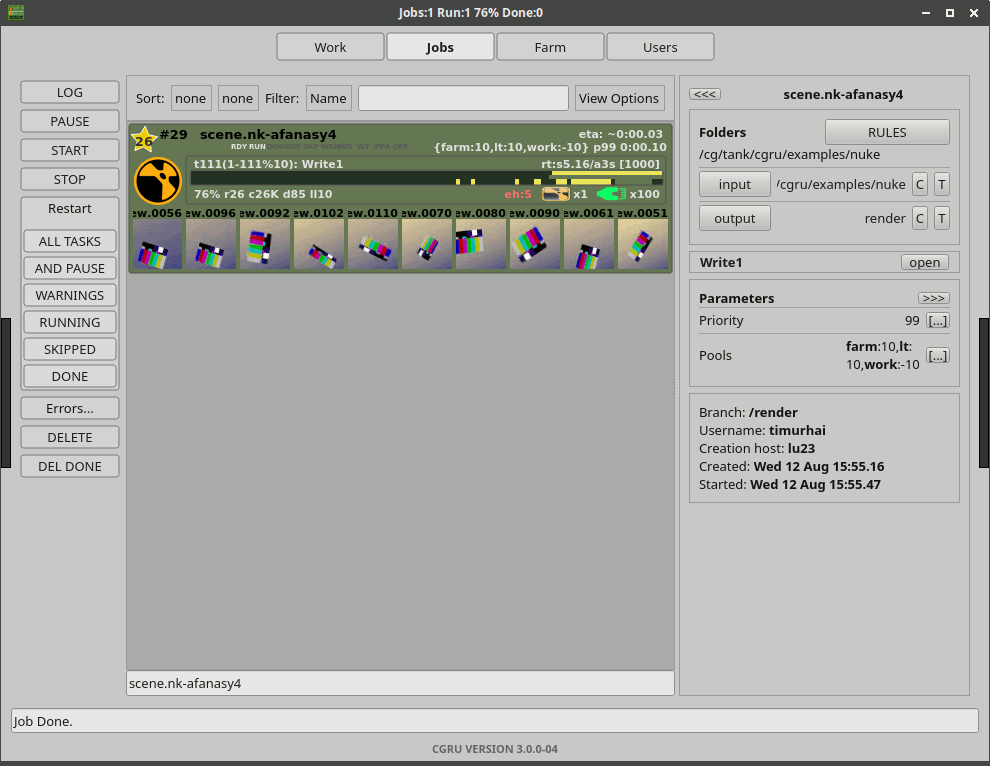 Jobs:1 Run:1 76% Done:0
Work
Jobs
Farm
Users
LOG
PAUSE
START
STOP
Restart
ALL TASKS
AND PAUSE
WARNINGS
RUNNING
SKIPPED
DONE
Errors...
DELETE
DEL DONE
Sort: none none Filter: Name View Options
26 #29 scene.nk-afanasy4 eta: ~0:00.03
RDY RUN DON ERR SKP WRN WD WT PPA OFF {farm:10,lt:10,work:-10} p99 0:00.10
t111(1-111%10): Write1 rt:s5.16/a3s [1000]
76% r26 c26K d85 ll10 eh:5 x1 x100
ew.0056 ew.0096 ew.0092 ew.0102 ew.0110 ew.0070 ew.0080 ew.0090 ew.0061 ew.0051
scene.nk-afanasy4
<<< scene.nk-afanasy4
Folders RULES
/cg/tank/cgru/examples/nuke
input /cgru/examples/nuke C T
output render C T
Write1 open
Parameters >>>
Priority 99 [...]
Pools farm:10,lt:
10,work:-10 [...]
Branch: /render
Username: timurhai
Creation host: lu23
Created: Wed 12 Aug 15:55.16
Started: Wed 12 Aug 15:55.47
Job Done.
CGRU VERSION 3.0.0-04